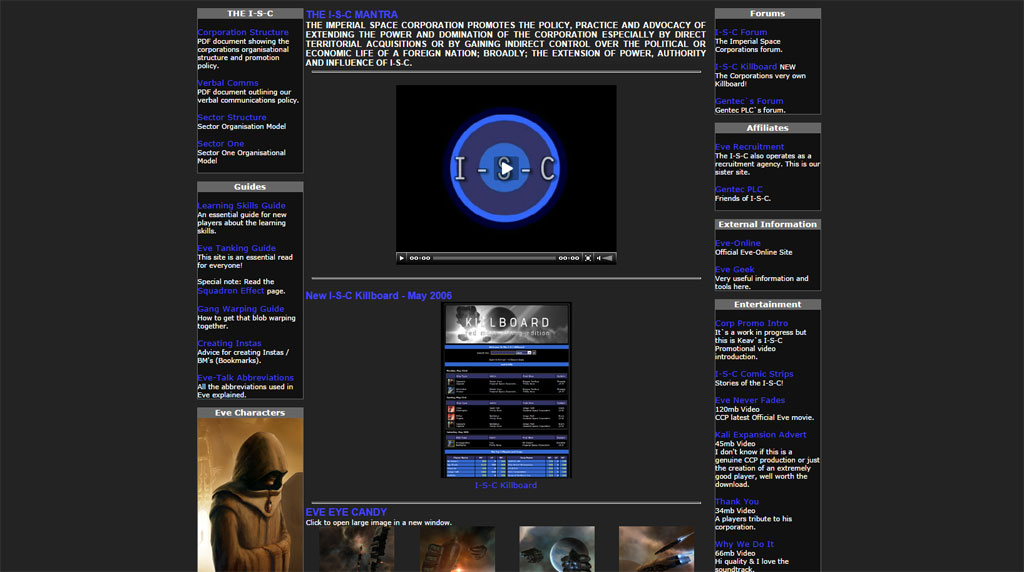 THE I-S-C
Corporation Structure
PDF document showing the
corporations organisational
structure and promotion
policy.
Verbal Comms
PDF document outlining our
verbal communications policy.
Sector Structure
Sector Organisation Model
Sector One
Sector One Organisational
Model
Guides
Learning Skills Guide
An essential guide for new
players about the learning
skills.
Eve Tanking Guide
This site is an essential read
for everyone!
Special note: Read the
Squadron Effect page.
Gang Warping Guide
How to get that blob warping
together.
Creating Instas
Advice for creating Instas /
BM's (Bookmarks).
Eve-Talk Abbreviations
All the abbreviations used in
Eve explained.
Eve Characters
THE I-S-C MANTRA
THE IMPERIAL SPACE CORPORATION PROMOTES THE POLICY, PRACTICE AND ADVOCACY OF
EXTENDING THE POWER AND DOMINATION OF THE CORPORATION ESPECIALLY BY DIRECT
TERRITORIAL ACQUISITIONS OR BY GAINING INDIRECT CONTROL OVER THE POLITICAL OR
ECONOMIC LIFE OF A FOREIGN NATION; BROADLY; THE EXTENSION OF POWER, AUTHORITY
AND INFLUENCE OF I-S-C.
I-S-C
00:00 00:00
New I-S-C Killboard - May 2006
KILLBOARD
I-S-C Killboard
EVE EYE CANDY
Click to open large image in a new window.
Forums
I-S-C Forum
The Imperial Space
Corporations forum.
I-S-C Killboard NEW
The Corporations very own
Killboard!
Gentec`s Forum
Gentec PLC`s forum.
Affiliates
Eve Recruitment
The I-S-C also operates as a
recruitment agency. This is our
sister site.
Gentec PLC
Friends of I-S-C.
External Information
Eve-Online
Official Eve-Online Site
Eve Geek
Very useful information and
tools here.
Entertainment
Corp Promo Intro
It`s a work in progress but
this is Keav`s I-S-C
Promotional video
introduction.
I-S-C Comic Strips
Stories of the I-S-C!
Eve Never Fades
120mb Video
CCP latest Official Eve movie.
Kali Expansion Advert
45mb Video
I don't know if this is a
genuine CCP production or just
the creation of an extremely
good player, well worth the
download.
Thank You
34mb Video
A players tribute to his
corporation.
Why We Do It
66mb Video
Hi quality & I love the
soundtrack.